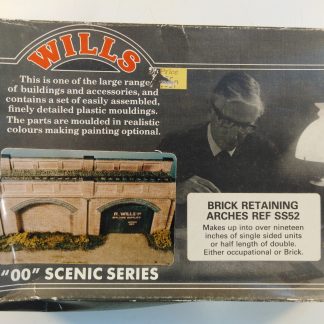 WILLS
This is one of the large range
of buildings and accessories, and
contains a set of easily assembled,
finely detailed plastic mouldings.
The parts are moulded in realistic
colours making painting optional.
Price
R. WILLS
"00" SCENIC SERIES
BRICK RETAINING
ARCHES REF SS52
Makes up into over nineteen
inches of single sided units
or half length of double.
Either occupational or Brick.